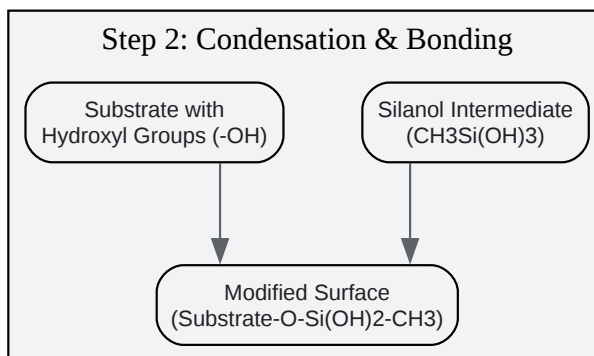 Step 2: Condensation & Bonding
Substrate with
Hydroxyl Groups (-OH)
Silanol Intermediate
(CH3Si(OH)3)
Modified Surface
(Substrate-O-Si(OH)2-CH3)